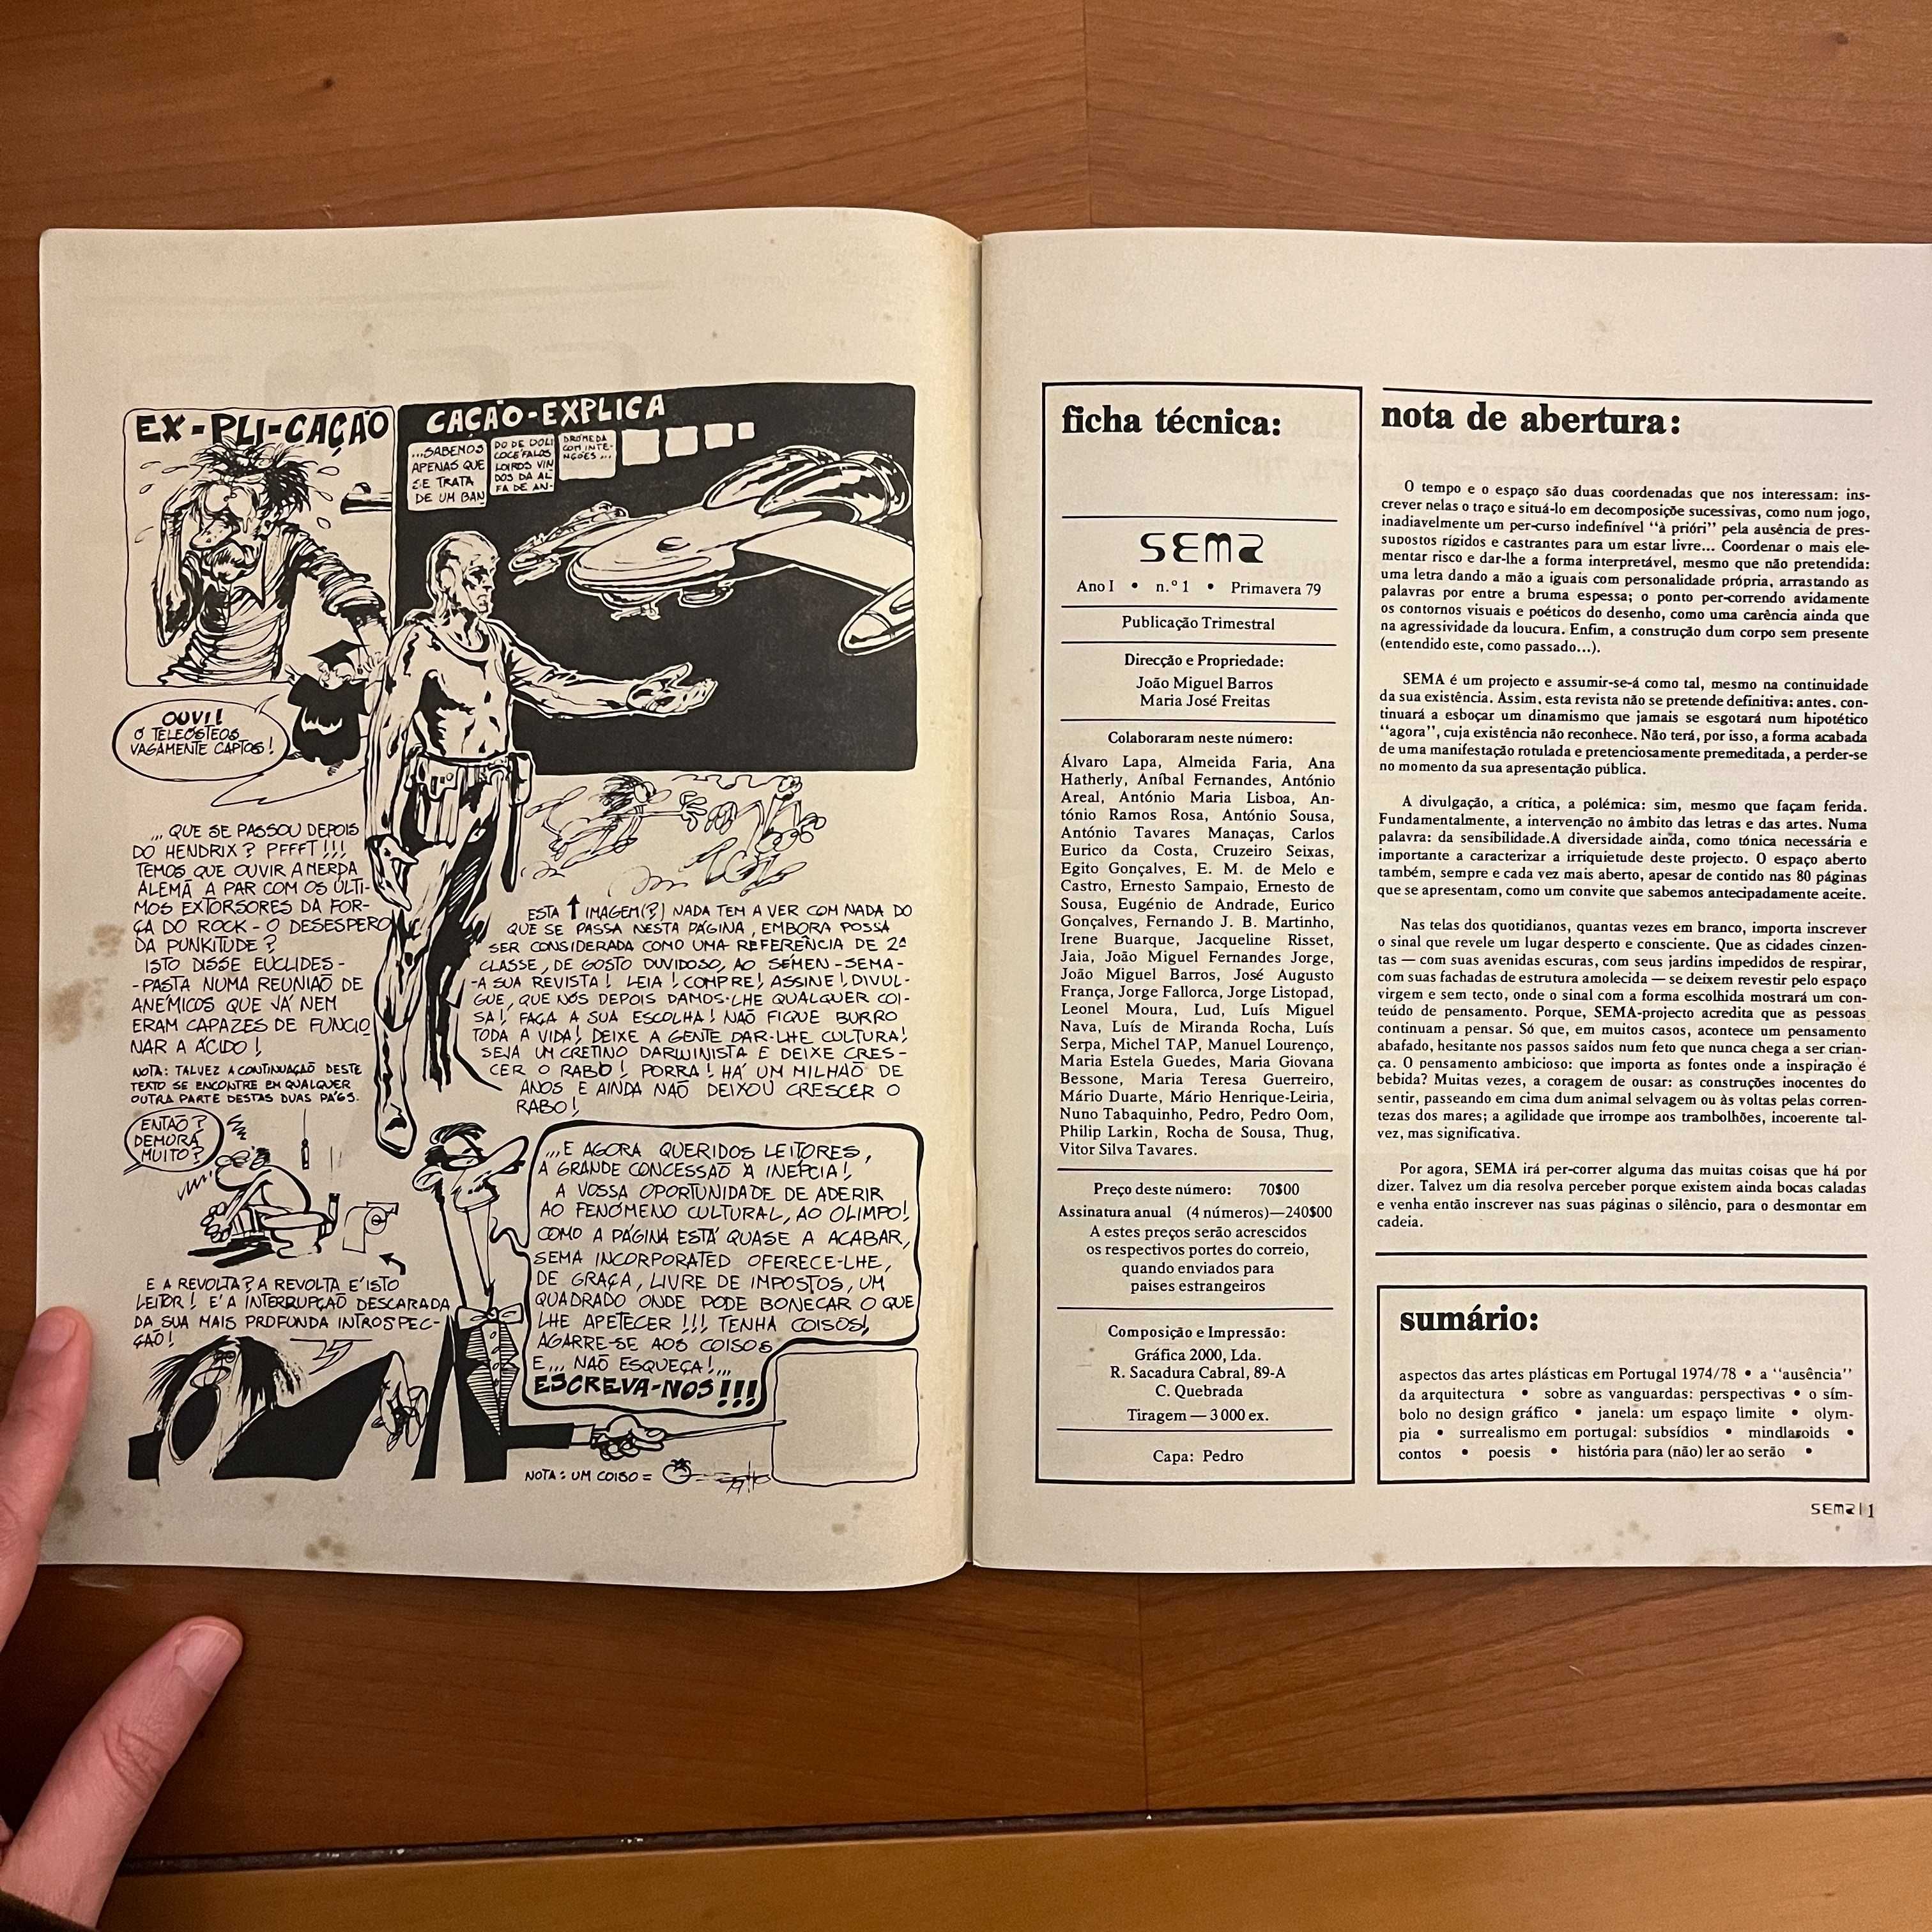 EX-PLI-CAÇÃO
CAÇÃO-EXPLICA
...SABEMOS
APENAS QUE
SE TRATA
DE UM BAN
DO DE DOLI
COCÉFALOS
LOIROS VIN
DOS DA AL
FA DE AN-
DRÓMEDA
COM INTE-
NÇÕES...
OUVI!
Ó TELEÓSTEOS
VAGAMENTE CAPTOS!
... QUE SE PASSOU DEPOIS
DO HENDRIX? PFFFT!!!
TEMOS QUE OUVIR A MERDA
ALEMÃ A PAR COM OS ÚLTI-
MOS EXTORSORES DA FOR-
ÇA DO ROCK - O DESESPERO
DA PUNKITUDE?
ISTO DISSE EUCLIDES-
-PASTA NUMA REUNIÃO DE
ANÉMICOS QUE JÁ NEM
ERAM CAPAZES DE FUNCIO
NAR A ÁCIDO!
NOTA: TALVEZ A CONTINUAÇÃO DESTE
TEXTO SE ENCONTRE EM QUALQUER
OUTRA PARTE DESTAS DUAS PÁGS.
ESTA ↑ IMAGEM(?) NADA TEM A VER COM NADA DO
QUE SE PASSA NESTA PÁGINA, EMBORA POSSA
SER CONSIDERADA COMO UMA REFERÊNCIA DE 2ª
CLASSE, DE GOSTO DUVIDOSO, AO SÉMEN-SEMA-
-A SUA REVISTA! LEIA! COMPRE! ASSINE! DIVUL-
GUE, QUE NÓS DEPOIS DAMOS-LHE QUALQUER COI-
SA! FAÇA A SUA ESCOLHA! NÃO FIQUE BURRO
TODA A VIDA! DEIXE A GENTE DAR-LHE CULTURA!
SEJA UM CRETINO DARWINISTA E DEIXE CRES-
CER O RABO! PORRA! HÁ UM MILHÃO DE
ANOS E AINDA NÃO DEIXOU CRESCER O
RABO!
ENTÃO?
DEMORA
MUITO?
E A REVOLTA? A REVOLTA É ISTO
LEITOR! É A INTERRUPÇÃO DESCARADA
DA SUA MAIS PROFUNDA INTROSPEC-
ÇÃO!
...E AGORA QUERIDOS LEITORES,
A GRANDE CONCESSÃO À INÉPCIA!
A VOSSA OPORTUNIDADE DE ADERIR
AO FENÓMENO CULTURAL, AO OLIMPO!
COMO A PÁGINA ESTÁ QUASE A ACABAR,
SEMA INCORPORATED OFERECE-LHE,
DE GRAÇA, LIVRE DE IMPOSTOS, UM
QUADRADO ONDE PODE BONECAR O QUE
LHE APETECER!!! TENHA COISOS!
AGARRE-SE AOS COISOS
E... NÃO ESQUEÇA!...
ESCREVA-NOS!!!
NOTA: UM COISO =
ficha técnica:
SEMA
Ano I • n.º 1 • Primavera 79
Publicação Trimestral
Direcção e Propriedade:
João Miguel Barros
Maria José Freitas
Colaboraram neste número:
Álvaro Lapa, Almeida Faria, Ana
Hatherly, Aníbal Fernandes, António
Areal, António Maria Lisboa, An-
tónio Ramos Rosa, António Sousa,
António Tavares Manaças, Carlos
Eurico da Costa, Cruzeiro Seixas,
Egito Gonçalves, E. M. de Melo e
Castro, Ernesto Sampaio, Ernesto de
Sousa, Eugénio de Andrade, Eurico
Gonçalves, Fernando J. B. Martinho,
Irene Buarque, Jacqueline Risset,
Jaia, João Miguel Fernandes Jorge,
João Miguel Barros, José Augusto
França, Jorge Fallorca, Jorge Listopad,
Leonel Moura, Lud, Luís Miguel
Nava, Luís de Miranda Rocha, Luís
Serpa, Michel TAP, Manuel Lourenço,
Maria Estela Guedes, Maria Giovana
Bessone, Maria Teresa Guerreiro,
Mário Duarte, Mário Henrique-Leiria,
Nuno Tabaquinho, Pedro, Pedro Oom,
Philip Larkin, Rocha de Sousa, Thug,
Vitor Silva Tavares.
Preço deste número: 70$00
Assinatura anual (4 números)—240$00
A estes preços serão acrescidos
os respectivos portes do correio,
quando enviados para
paises estrangeiros
Composição e Impressão:
Gráfica 2000, Lda.
R. Sacadura Cabral, 89-A
C. Quebrada
Tiragem — 3 000 ex.
Capa: Pedro
nota de abertura:
O tempo e o espaço são duas coordenadas que nos interessam: ins-
crever nelas o traço e situá-lo em decomposiçõe sucessivas, como num jogo,
inadiavelmente um per-curso indefinível “à prióri” pela ausência de pres-
supostos rígidos e castrantes para um estar livre... Coordenar o mais ele-
mentar risco e dar-lhe a forma interpretável, mesmo que não pretendida:
uma letra dando a mão a iguais com personalidade própria, arrastando as
palavras por entre a bruma espessa; o ponto per-correndo avidamente
os contornos visuais e poéticos do desenho, como uma carência ainda que
na agressividade da loucura. Enfim, a construção dum corpo sem presente
(entendido este, como passado...).
SEMA é um projecto e assumir-se-á como tal, mesmo na continuidade
da sua existência. Assim, esta revista não se pretende definitiva: antes, con-
tinuará a esboçar um dinamismo que jamais se esgotará num hipotético
“agora”, cuja existência não reconhece. Não terá, por isso, a forma acabada
de uma manifestação rotulada e pretenciosamente premeditada, a perder-se
no momento da sua apresentação pública.
A divulgação, a crítica, a polémica: sim, mesmo que façam ferida.
Fundamentalmente, a intervenção no âmbito das letras e das artes. Numa
palavra: da sensibilidade.A diversidade ainda, como tónica necessária e
importante a caracterizar a irriquietude deste projecto. O espaço aberto
também, sempre e cada vez mais aberto, apesar de contido nas 80 páginas
que se apresentam, como um convite que sabemos antecipadamente aceite.
Nas telas dos quotidianos, quantas vezes em branco, importa inscrever
o sinal que revele um lugar desperto e consciente. Que as cidades cinzen-
tas — com suas avenidas escuras, com seus jardins impedidos de respirar,
com suas fachadas de estrutura amolecida — se deixem revestir pelo espaço
virgem e sem tecto, onde o sinal com a forma escolhida mostrará um con-
teúdo de pensamento. Porque, SEMA-projecto acredita que as pessoas
continuam a pensar. Só que, em muitos casos, acontece um pensamento
abafado, hesitante nos passos saídos num feto que nunca chega a ser crian-
ça. O pensamento ambicioso: que importa as fontes onde a inspiração é
bebida? Muitas vezes, a coragem de ousar: as construções inocentes do
sentir, passeando em cima dum animal selvagem ou às voltas pelas corren-
tezas dos mares; a agilidade que irrompe aos trambolhões, incoerente tal-
vez, mas significativa.
Por agora, SEMA irá per-correr alguma das muitas coisas que há por
dizer. Talvez um dia resolva perceber porque existem ainda bocas caladas
e venha então inscrever nas suas páginas o silêncio, para o desmontar em
cadeia.
sumário:
aspectos das artes plásticas em Portugal 1974/78 • a “ausência”
da arquitectura • sobre as vanguardas: perspectivas • o sím-
bolo no design gráfico • janela: um espaço limite • olym-
pia • surrealismo em portugal: subsídios • mindlaroids •
contos • poesis • história para (não) ler ao serão •
SEMA|1